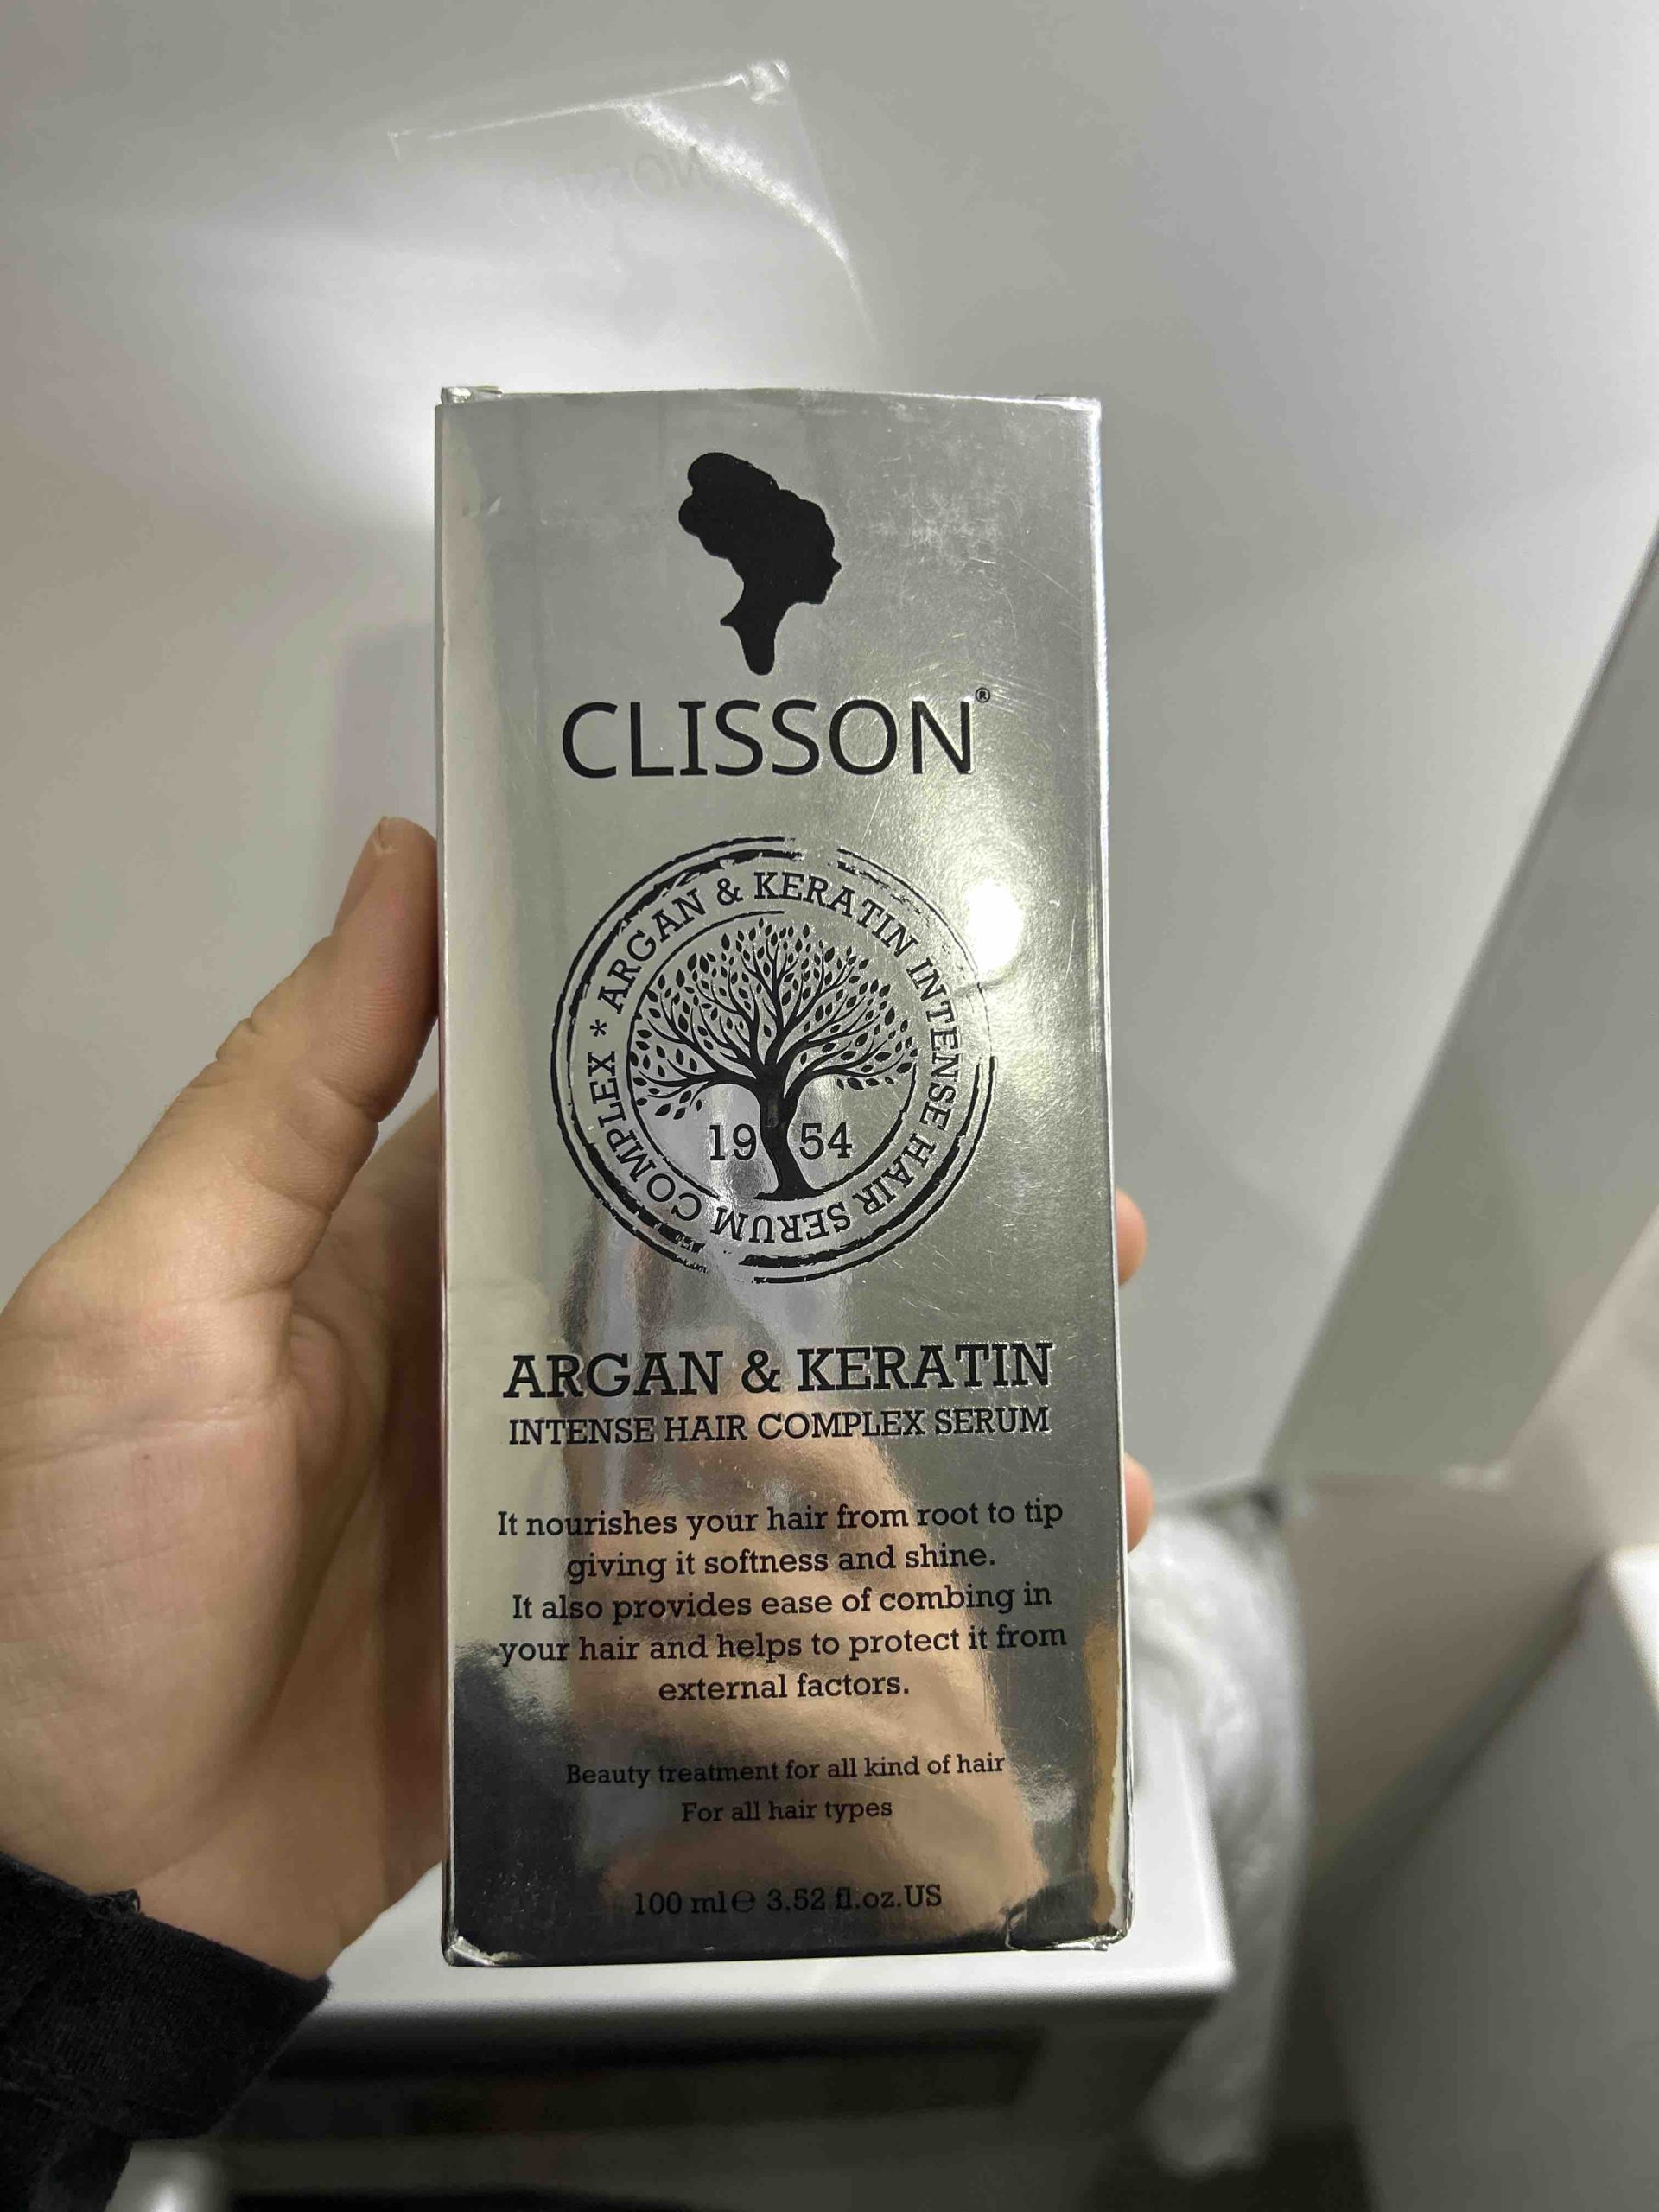 CLISSON®
* ARGAN & KERATIN INTENSE HAIR SERUM COMPLEX
19 54
ARGAN & KERATIN
INTENSE HAIR COMPLEX SERUM
It nourishes your hair from root to tip
giving it softness and shine.
It also provides ease of combing in
your hair and helps to protect it from
external factors.
Beauty treatment for all kind of hair
For all hair types
100 ml ℮ 3.52 fl.oz.US